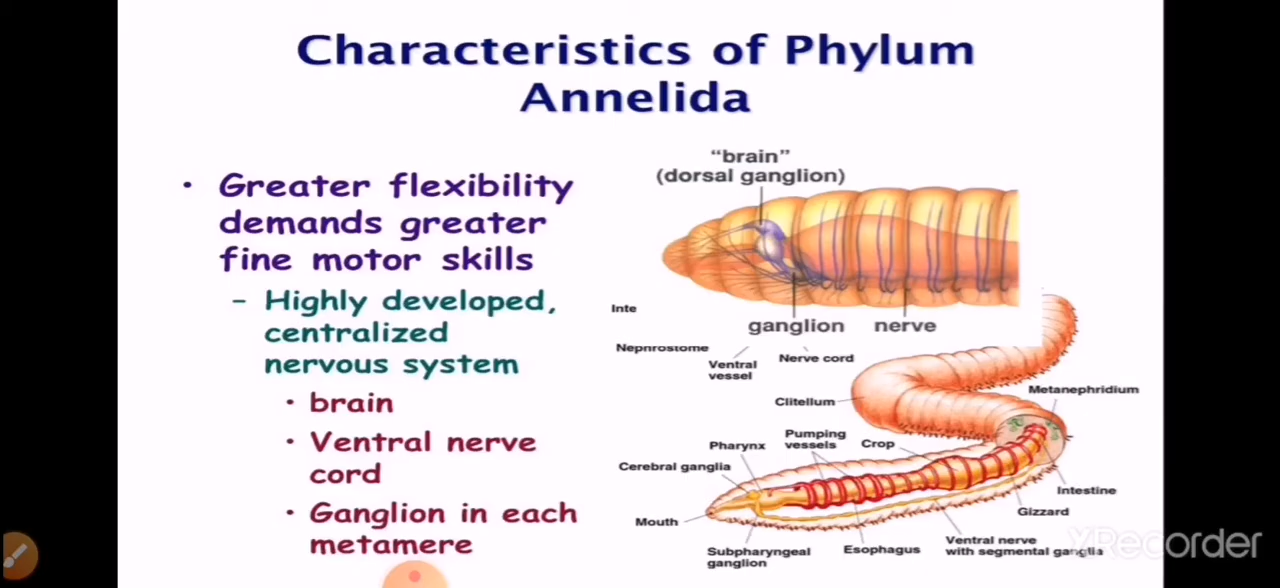 Characteristics of Phylum
Annelida
• Greater flexibility
demands greater
fine motor skills
– Highly developed,
centralized
nervous system
• brain
• Ventral nerve
cord
• Ganglion in each
metamere
“brain”
(dorsal ganglion)
ganglion nerve
Inte
Nephrostome
Ventral
vessel
Nerve cord
Clitellum
Metanephridium
Pharynx
Pumping
vessels
Crop
Cerebral ganglia
Mouth
Subpharyngeal
ganglion
Esophagus
Ventral nerve
with segmental ganglia
Gizzard
Intestine
XRecorder